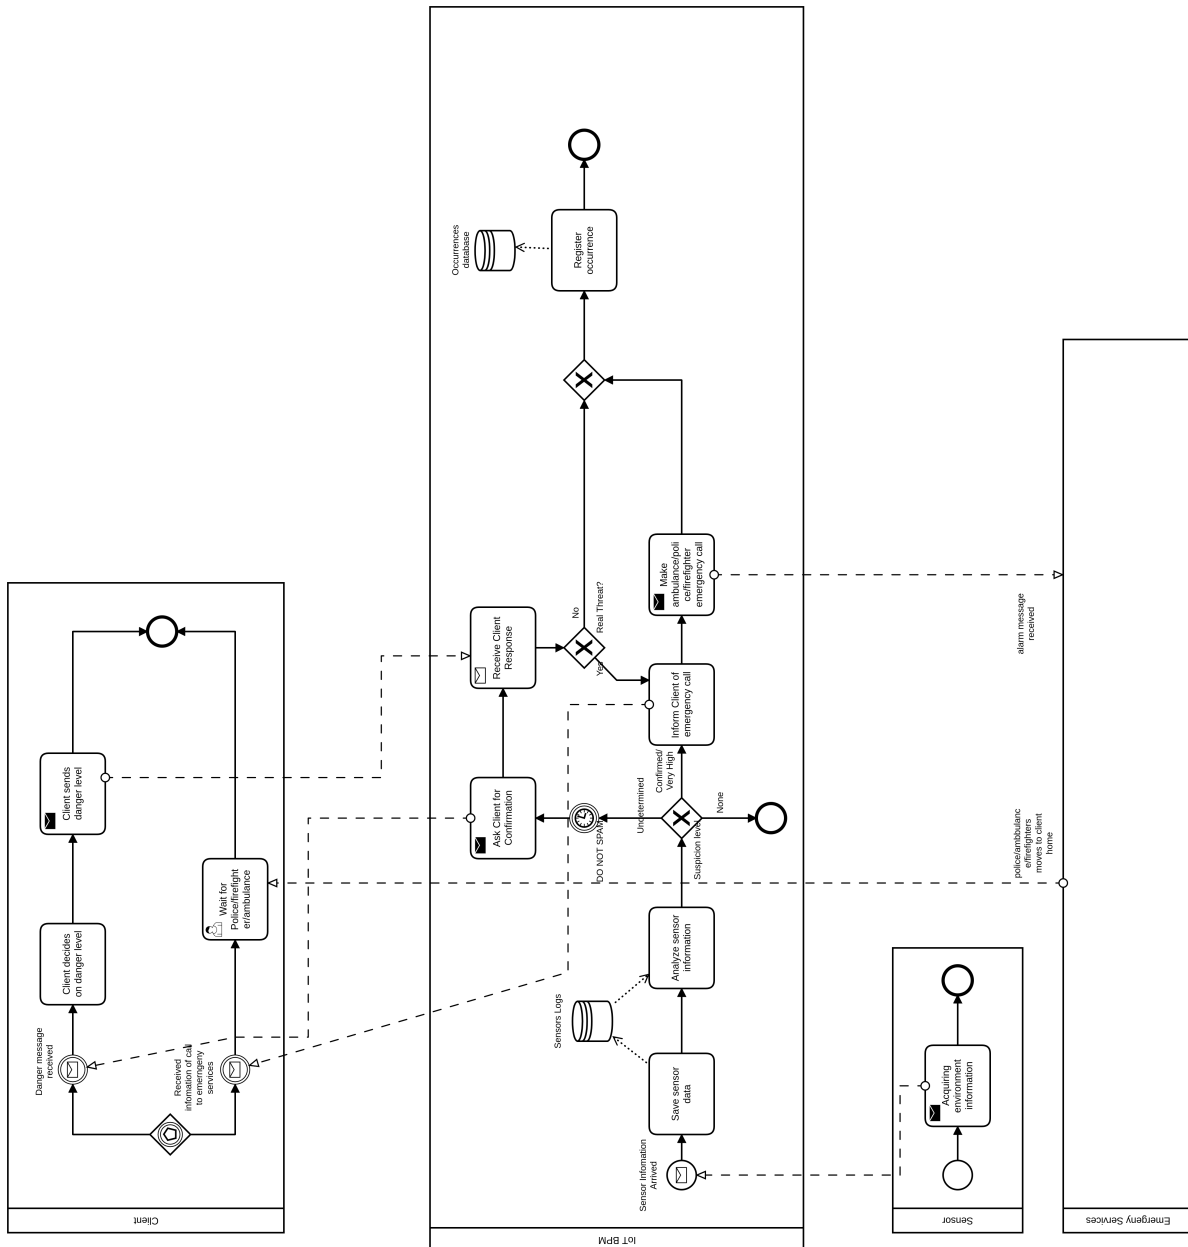 Client
Danger message
received
Client decides
on danger level
Client sends
danger level
Received
infomation of call
to emerngeny
services
Wait for
Police/firefight
er/ambulance
IoT BPM
Sensor Infomation
Arrived
Save sensor
data
Sensors Logs
Analyze sensor
information
Suspicion level
None
Undetermined
Confirmed/
Very High
DO NOT SPAM
Ask Client for
Confirmation
Receive Client
Response
Real Threat?
Yes
No
Inform Client of
emergency call
Make
ambulance/poli
ce/firefighter
emergency call
Register
occurrence
Occurrences
database
Sensor
Acquiring
environment
information
Emergeny Services
police/ambbulanc
e/firefighters
moves to client
home
alarm message
received